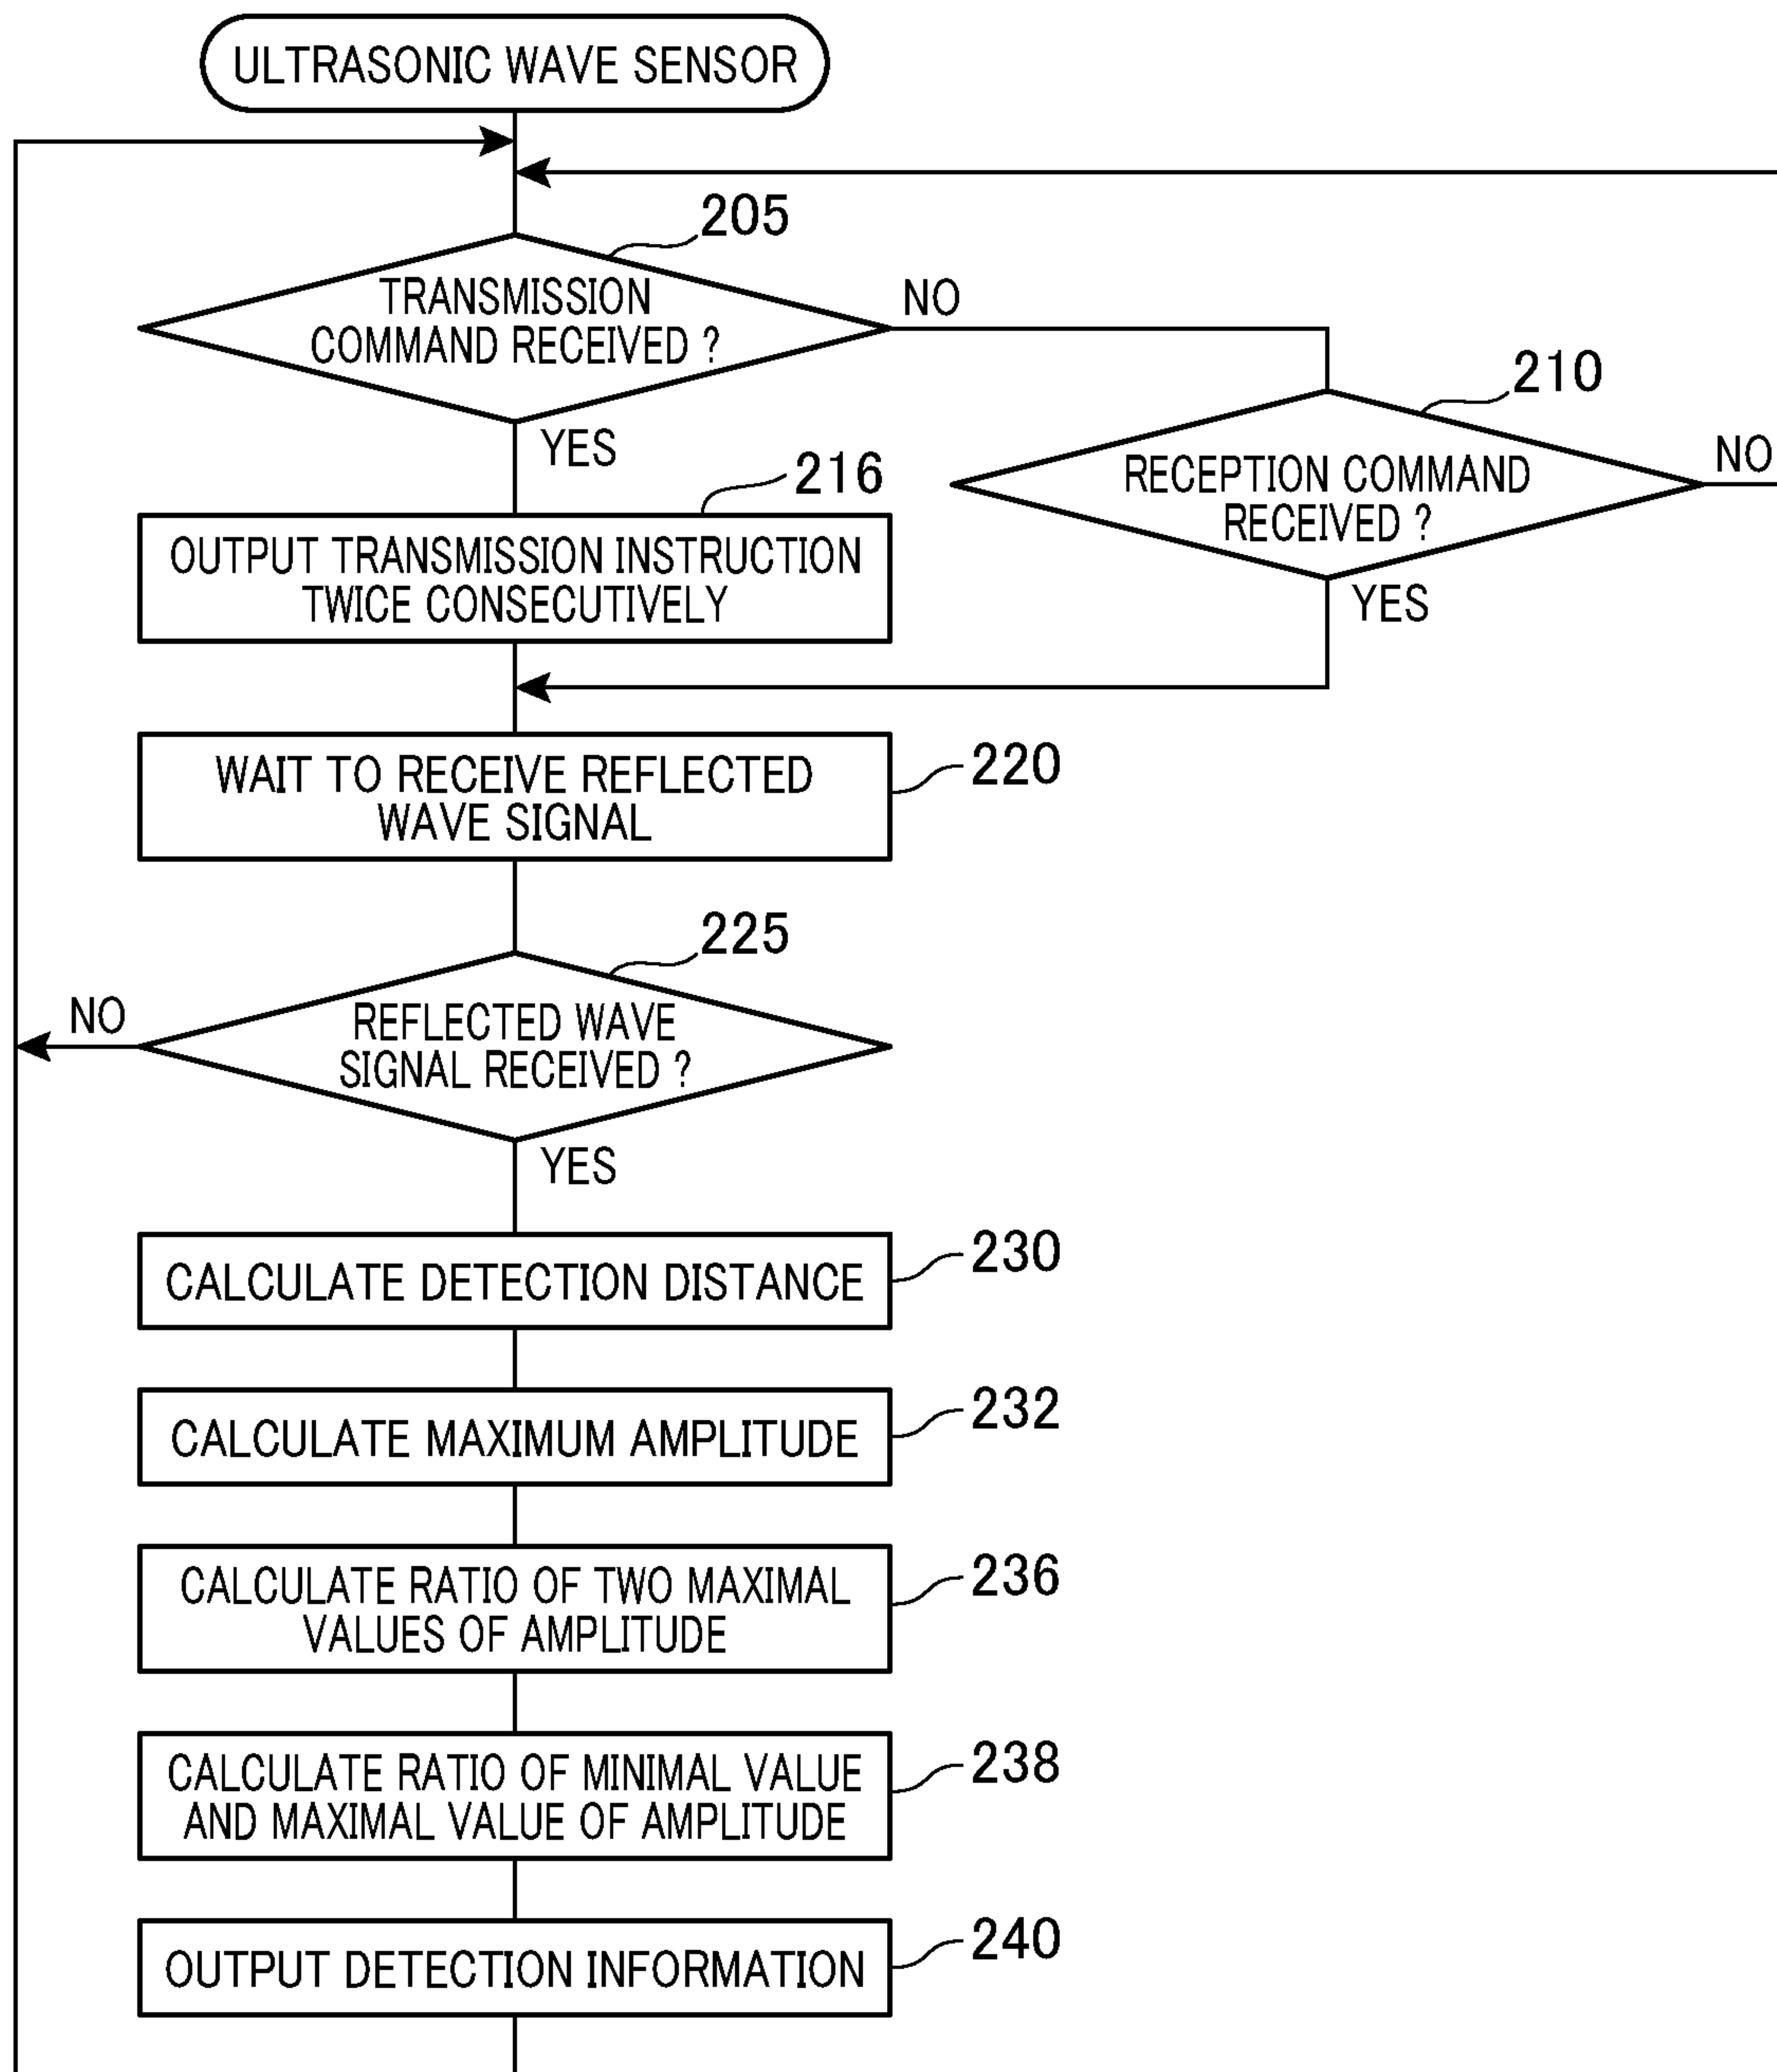 ULTRASONIC WAVE SENSOR
205
TRANSMISSION
COMMAND RECEIVED ?
NO
YES
210
RECEPTION COMMAND
RECEIVED ?
NO
YES
216
OUTPUT TRANSMISSION INSTRUCTION
TWICE CONSECUTIVELY
WAIT TO RECEIVE REFLECTED
WAVE SIGNAL
220
225
REFLECTED WAVE
SIGNAL RECEIVED ?
NO
YES
CALCULATE DETECTION DISTANCE
230
CALCULATE MAXIMUM AMPLITUDE
232
CALCULATE RATIO OF TWO MAXIMAL
VALUES OF AMPLITUDE
236
CALCULATE RATIO OF MINIMAL VALUE
AND MAXIMAL VALUE OF AMPLITUDE
238
OUTPUT DETECTION INFORMATION
240